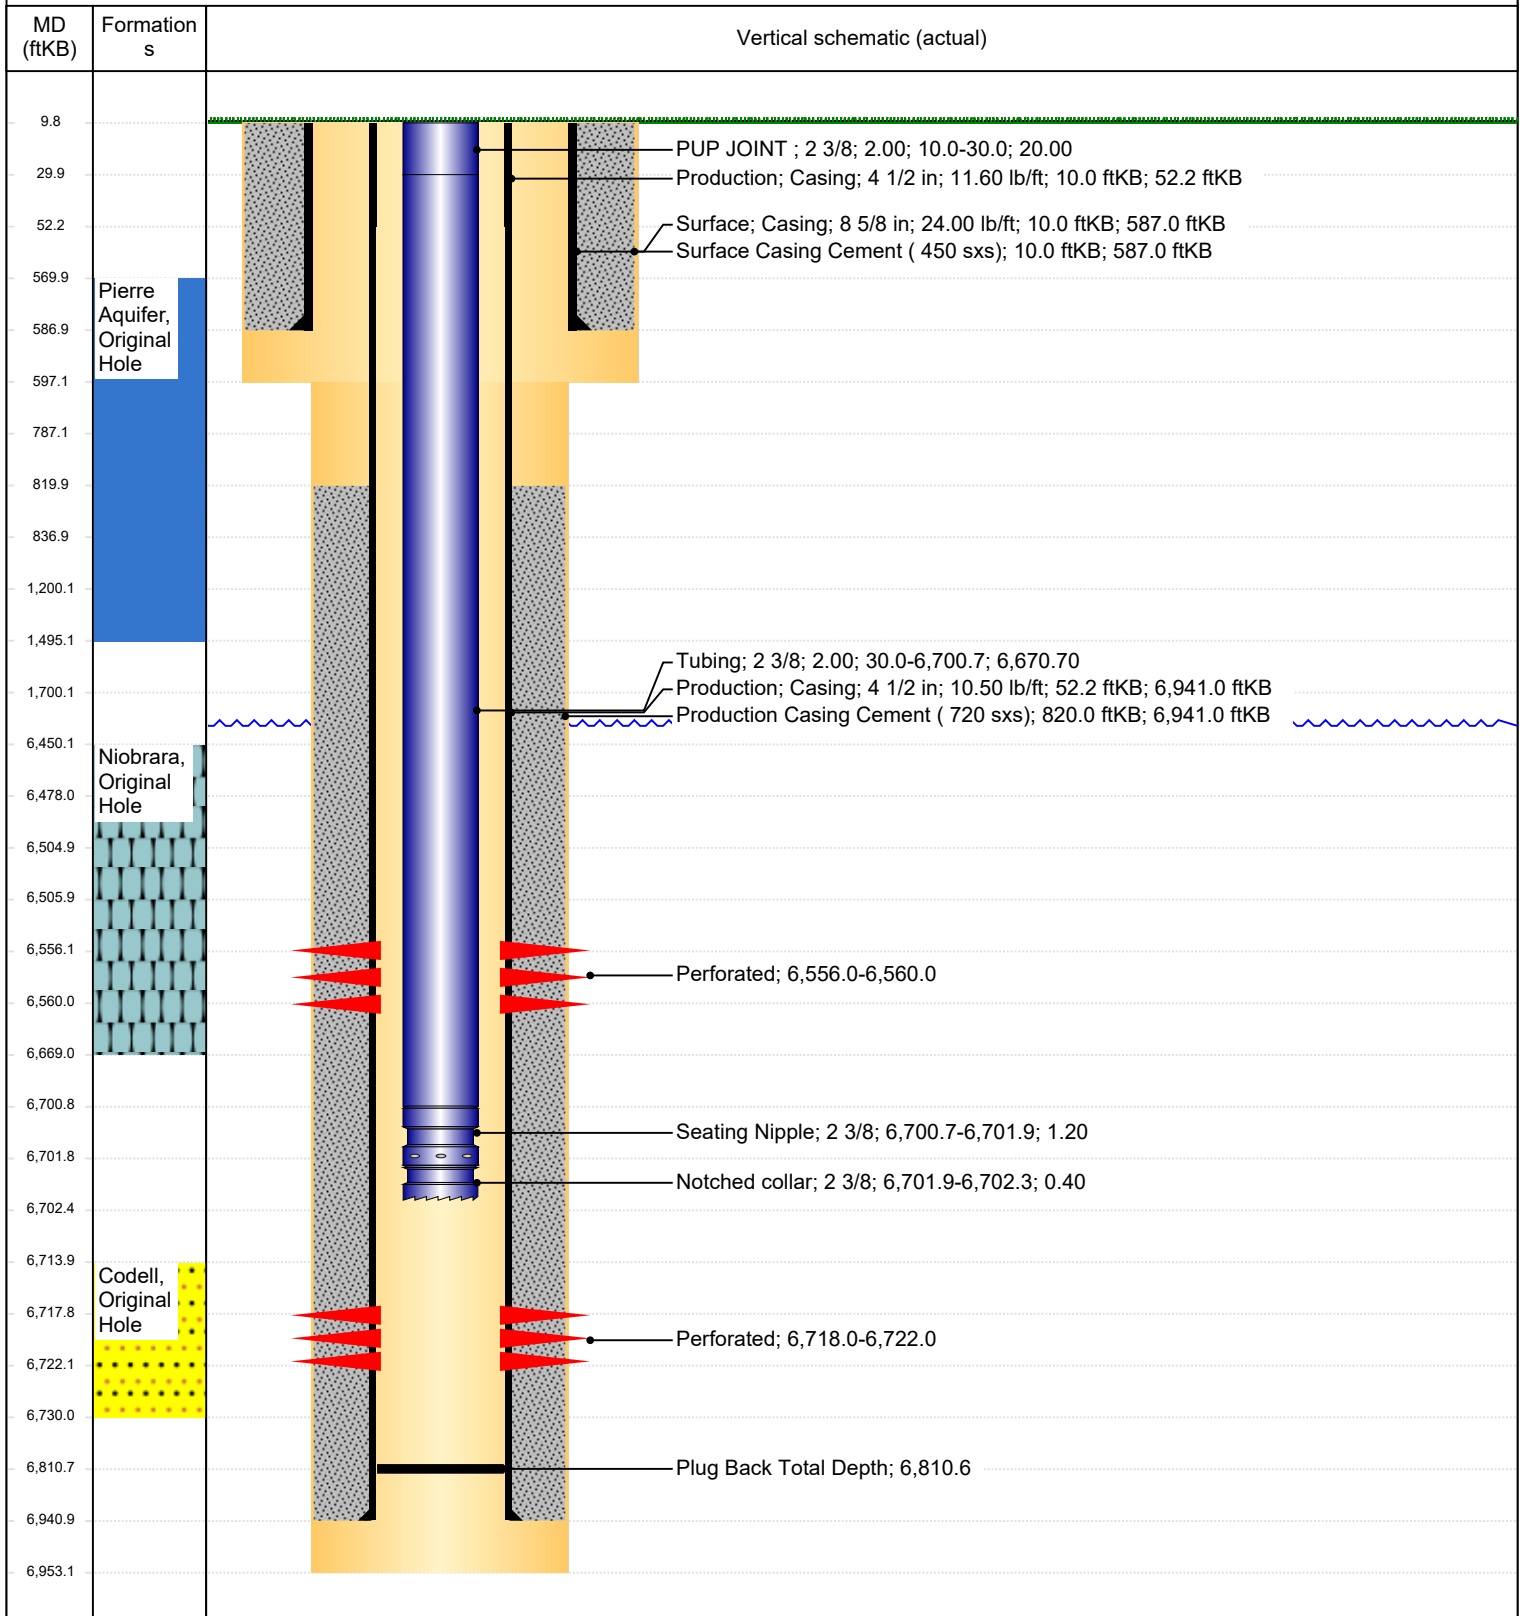 MD
(ftKB)
Formation
s
Vertical schematic (actual)
9.8
PUP JOINT ; 2 3/8; 2.00; 10.0-30.0; 20.00
29.9
Production; Casing; 4 1/2 in; 11.60 lb/ft; 10.0 ftKB; 52.2 ftKB
52.2
Surface; Casing; 8 5/8 in; 24.00 lb/ft; 10.0 ftKB; 587.0 ftKB
Surface Casing Cement ( 450 sxs); 10.0 ftKB; 587.0 ftKB
569.9
Pierre
Aquifer,
Original
Hole
586.9
597.1
787.1
819.9
836.9
1,200.1
1,495.1
Tubing; 2 3/8; 2.00; 30.0-6,700.7; 6,670.70
1,700.1
Production; Casing; 4 1/2 in; 10.50 lb/ft; 52.2 ftKB; 6,941.0 ftKB
Production Casing Cement ( 720 sxs); 820.0 ftKB; 6,941.0 ftKB
6,450.1
Niobrara,
Original
Hole
6,478.0
6,504.9
6,505.9
6,556.1
Perforated; 6,556.0-6,560.0
6,560.0
6,669.0
6,700.8
Seating Nipple; 2 3/8; 6,700.7-6,701.9; 1.20
6,701.8
Notched collar; 2 3/8; 6,701.9-6,702.3; 0.40
6,702.4
6,713.9
Codell,
Original
Hole
6,717.8
Perforated; 6,718.0-6,722.0
6,722.1
6,730.0
6,810.7
Plug Back Total Depth; 6,810.6
6,940.9
6,953.1